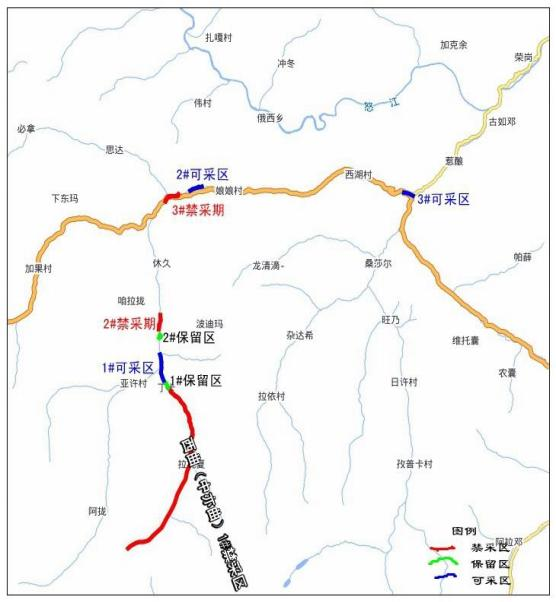 扎嘎村
加克余
荣岗
冲冬
伟村
怒江
俄西乡
古如邓
必拿
思达
惹酿
2#可采区
西湖村
娘娘村
下东玛
3#可采区
3#禁采期
休久
龙清滴
桑莎尔
帕薛
加果村
咱拉拢
2#禁采期
波迪玛
旺乃
2#保留区
杂达希
维托囊
1#可采区
1#保留区
亚许村
日许村
农囊
拉依村
孜普卡村
阿拢
图例
阿拉邓
禁采区
保留区
可采区